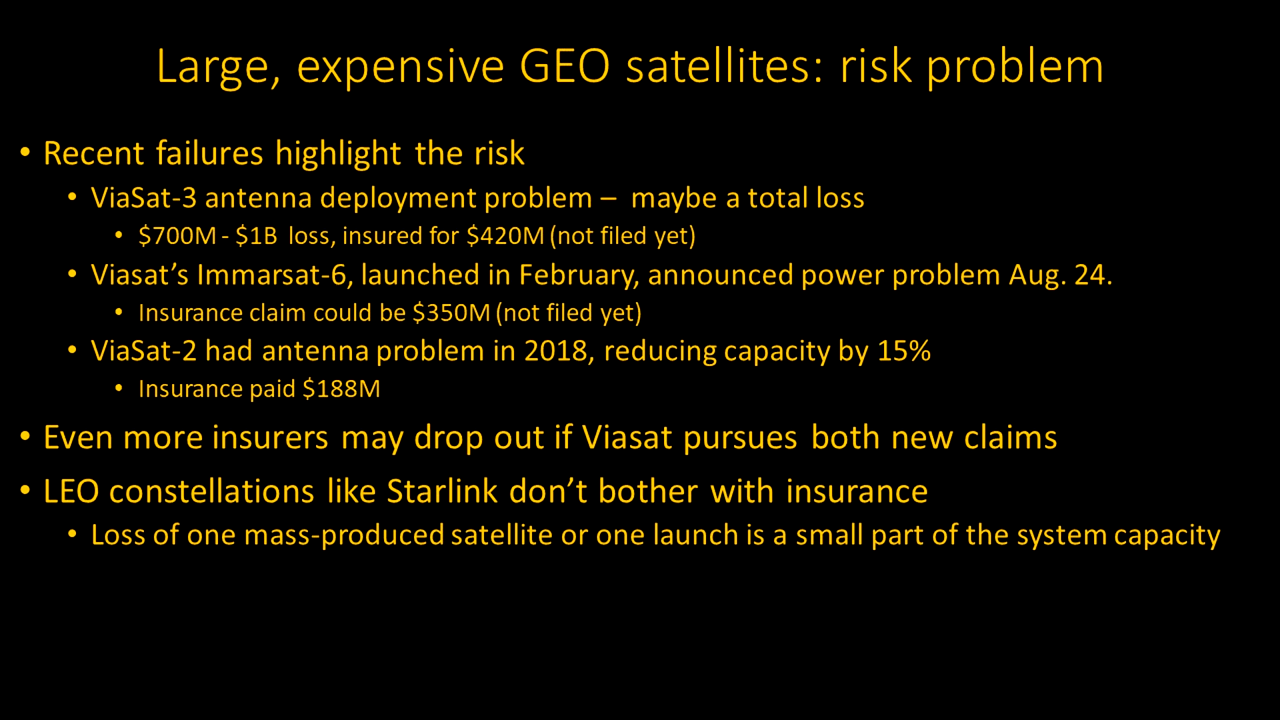 Large, expensive GEO satellites: risk problem
• Recent failures highlight the risk
• ViaSat-3 antenna deployment problem – maybe a total loss
• $700M - $1B loss, insured for $420M (not filed yet)
• Viasat’s Immarsat-6, launched in February, announced power problem Aug. 24.
• Insurance claim could be $350M (not filed yet)
• ViaSat-2 had antenna problem in 2018, reducing capacity by 15%
• Insurance paid $188M
• Even more insurers may drop out if Viasat pursues both new claims
• LEO constellations like Starlink don’t bother with insurance
• Loss of one mass-produced satellite or one launch is a small part of the system capacity